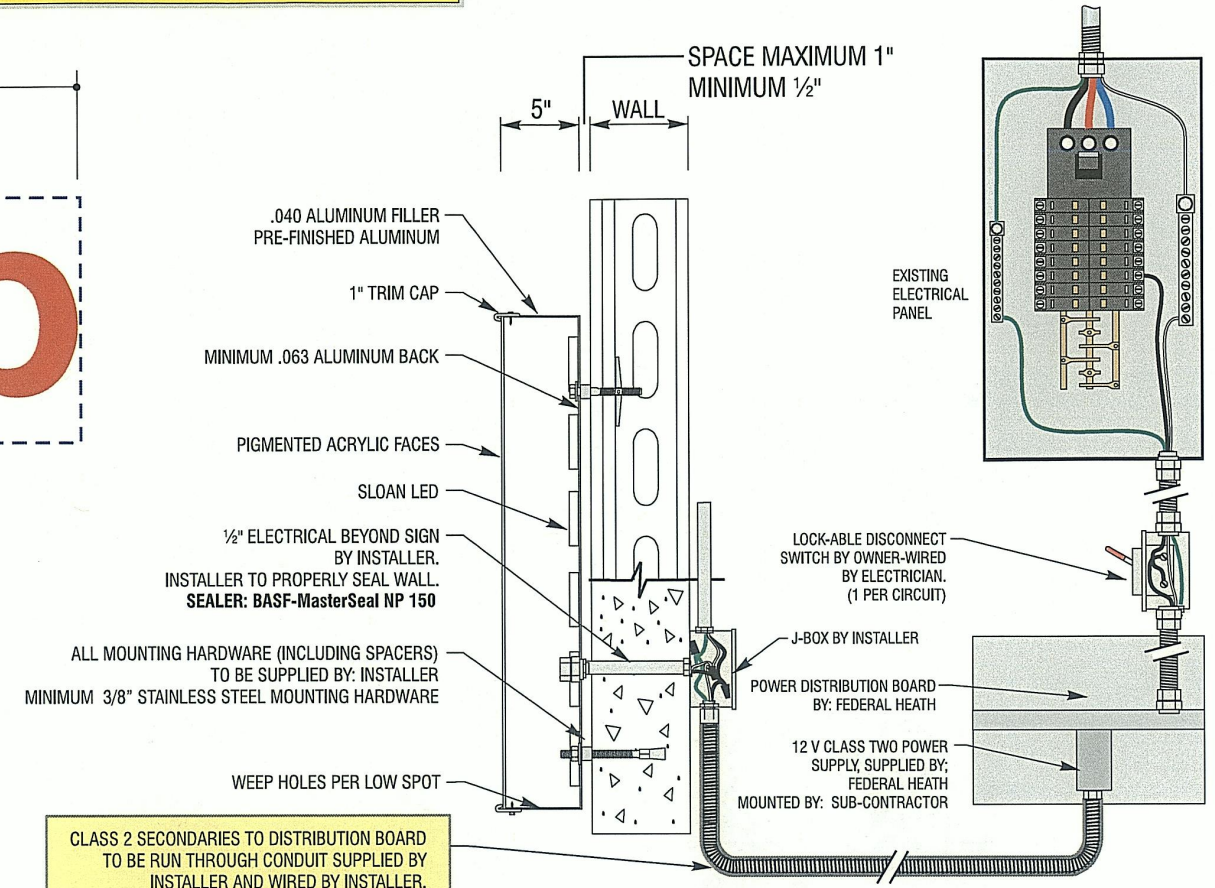 SPACE MAXIMUM 1"
MINIMUM ½"
5"
WALL
.040 ALUMINUM FILLER
PRE-FINISHED ALUMINUM
1" TRIM CAP
MINIMUM .063 ALUMINUM BACK
PIGMENTED ACRYLIC FACES
SLOAN LED
½" ELECTRICAL BEYOND SIGN
BY INSTALLER.
INSTALLER TO PROPERLY SEAL WALL.
SEALER: BASF-MasterSeal NP 150
ALL MOUNTING HARDWARE (INCLUDING SPACERS)
TO BE SUPPLIED BY: INSTALLER
MINIMUM 3/8" STAINLESS STEEL MOUNTING HARDWARE
WEEP HOLES PER LOW SPOT
CLASS 2 SECONDARIES TO DISTRIBUTION BOARD
TO BE RUN THROUGH CONDUIT SUPPLIED BY
INSTALLER AND WIRED BY INSTALLER.
EXISTING
ELECTRICAL
PANEL
LOCK-ABLE DISCONNECT
SWITCH BY OWNER-WIRED
BY ELECTRICIAN.
(1 PER CIRCUIT)
J-BOX BY INSTALLER
POWER DISTRIBUTION BOARD
BY: FEDERAL HEATH
12 V CLASS TWO POWER
SUPPLY, SUPPLIED BY;
FEDERAL HEATH
MOUNTED BY: SUB-CONTRACTOR